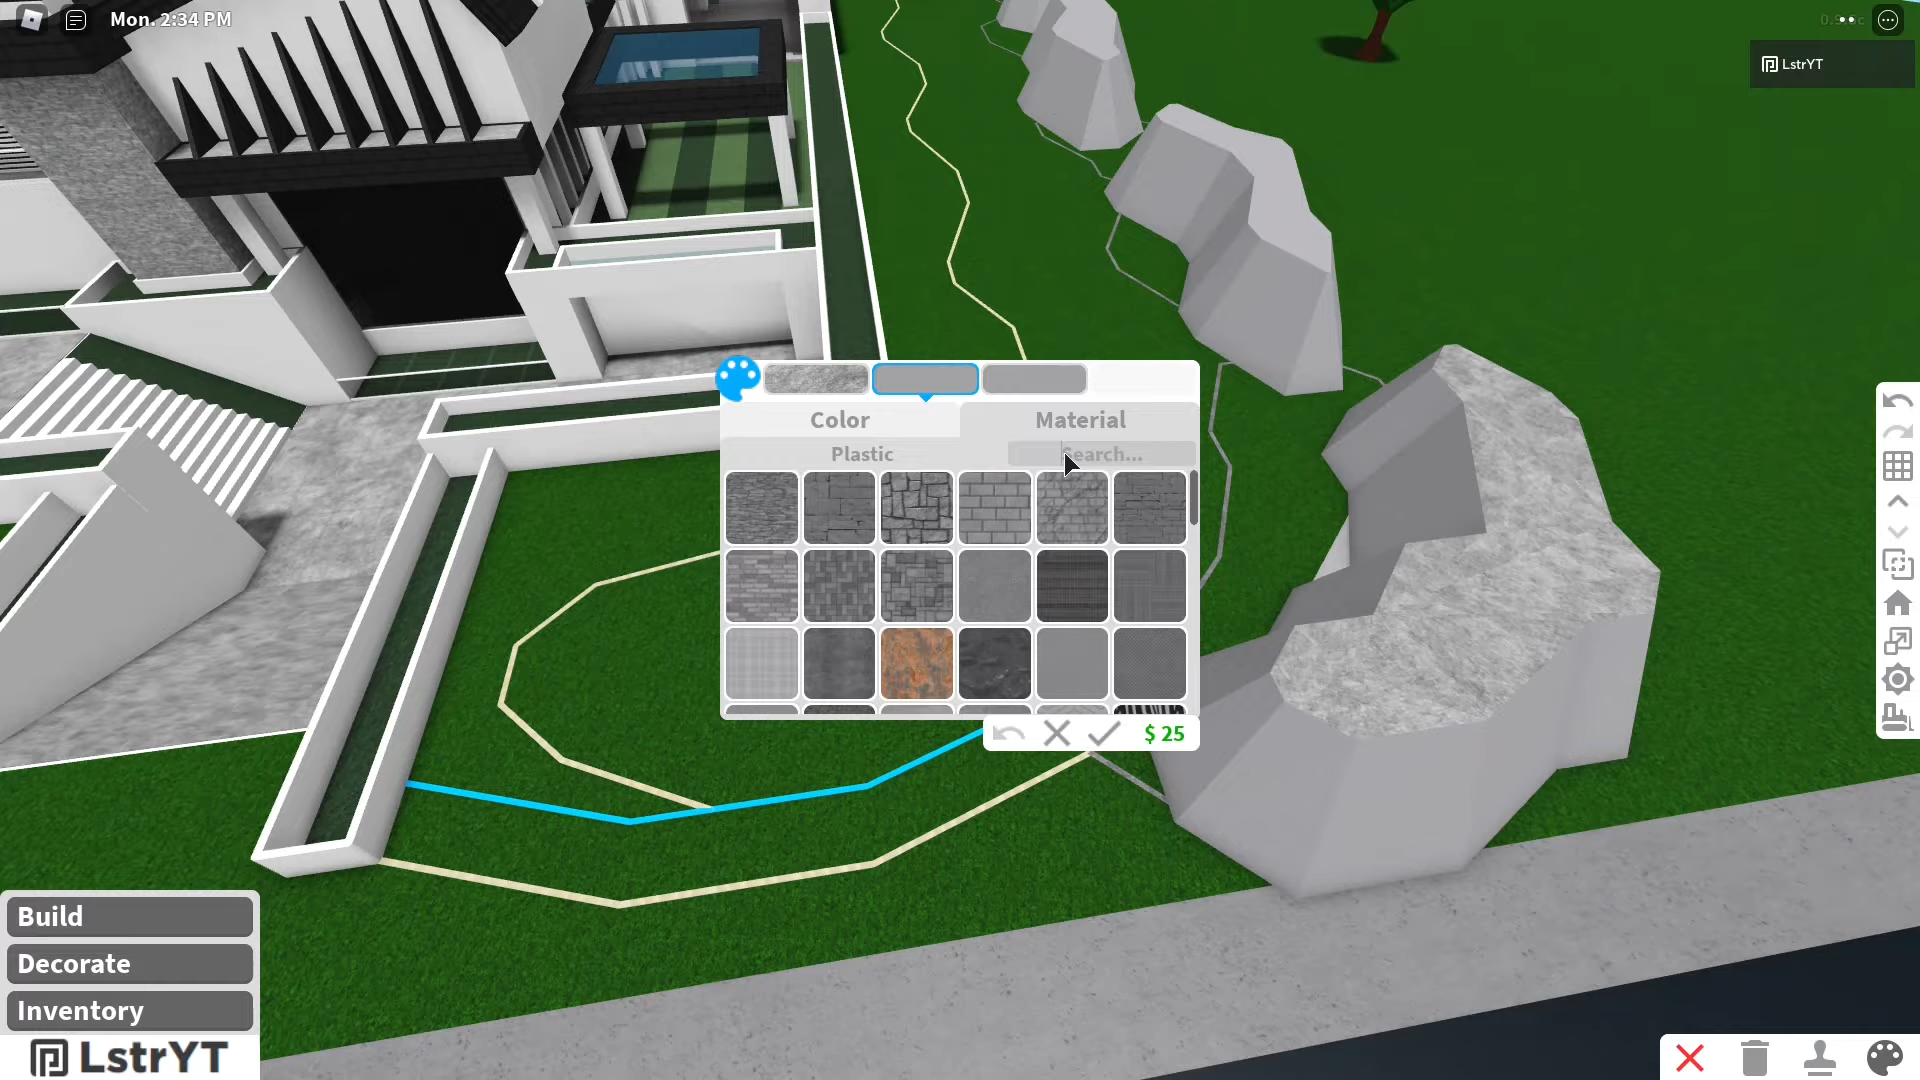 Mon. 2:34 PM
LstrYT
Color
Material
Plastic
Search...
$ 25
Build
Decorate
Inventory
LstrYT